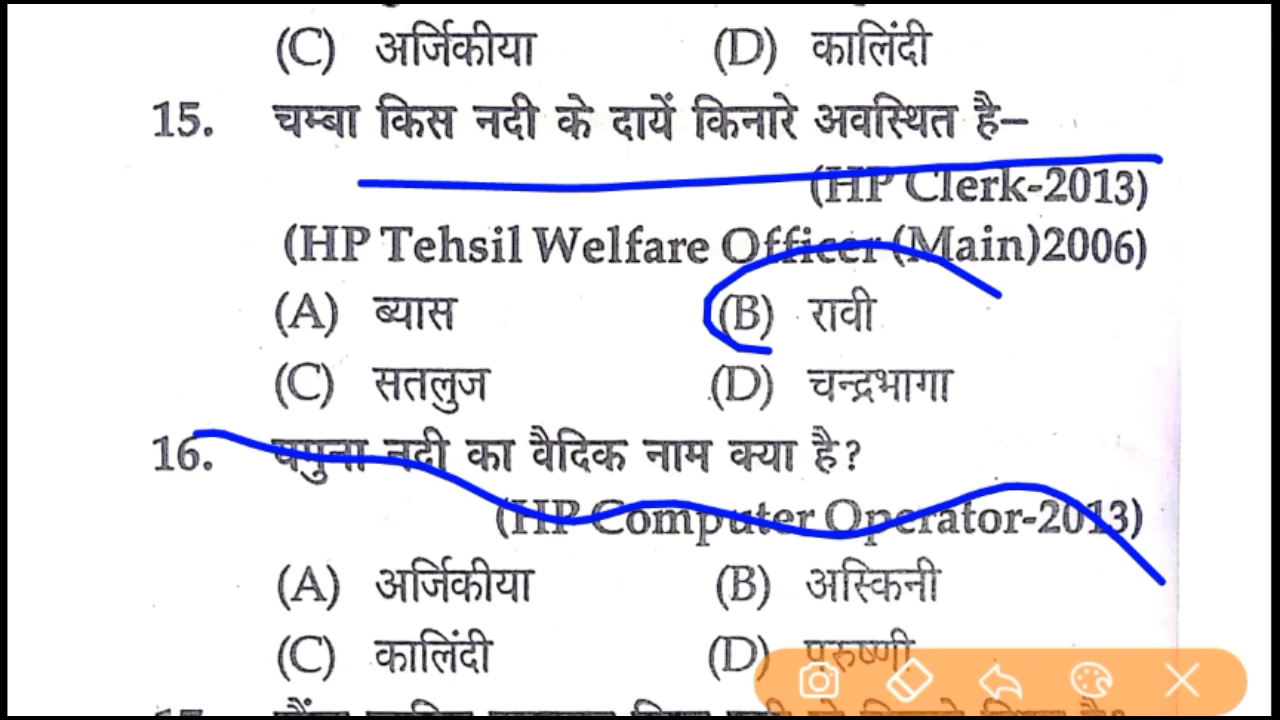 (C) अर्जिकीया (D) कालिंदी
15. चम्बा किस नदी के दायें किनारे अवस्थित है–
(HP Clerk-2013)
(HP Tehsil Welfare Officer (Main)2006)
(A) ब्यास (B) रावी
(C) सतलुज (D) चन्द्रभागा
16. यमुना नदी का वैदिक नाम क्या है?
(HP Computer Operator-2013)
(A) अर्जिकीया (B) अस्किनी
(C) कालिंदी (D) परुष्णी